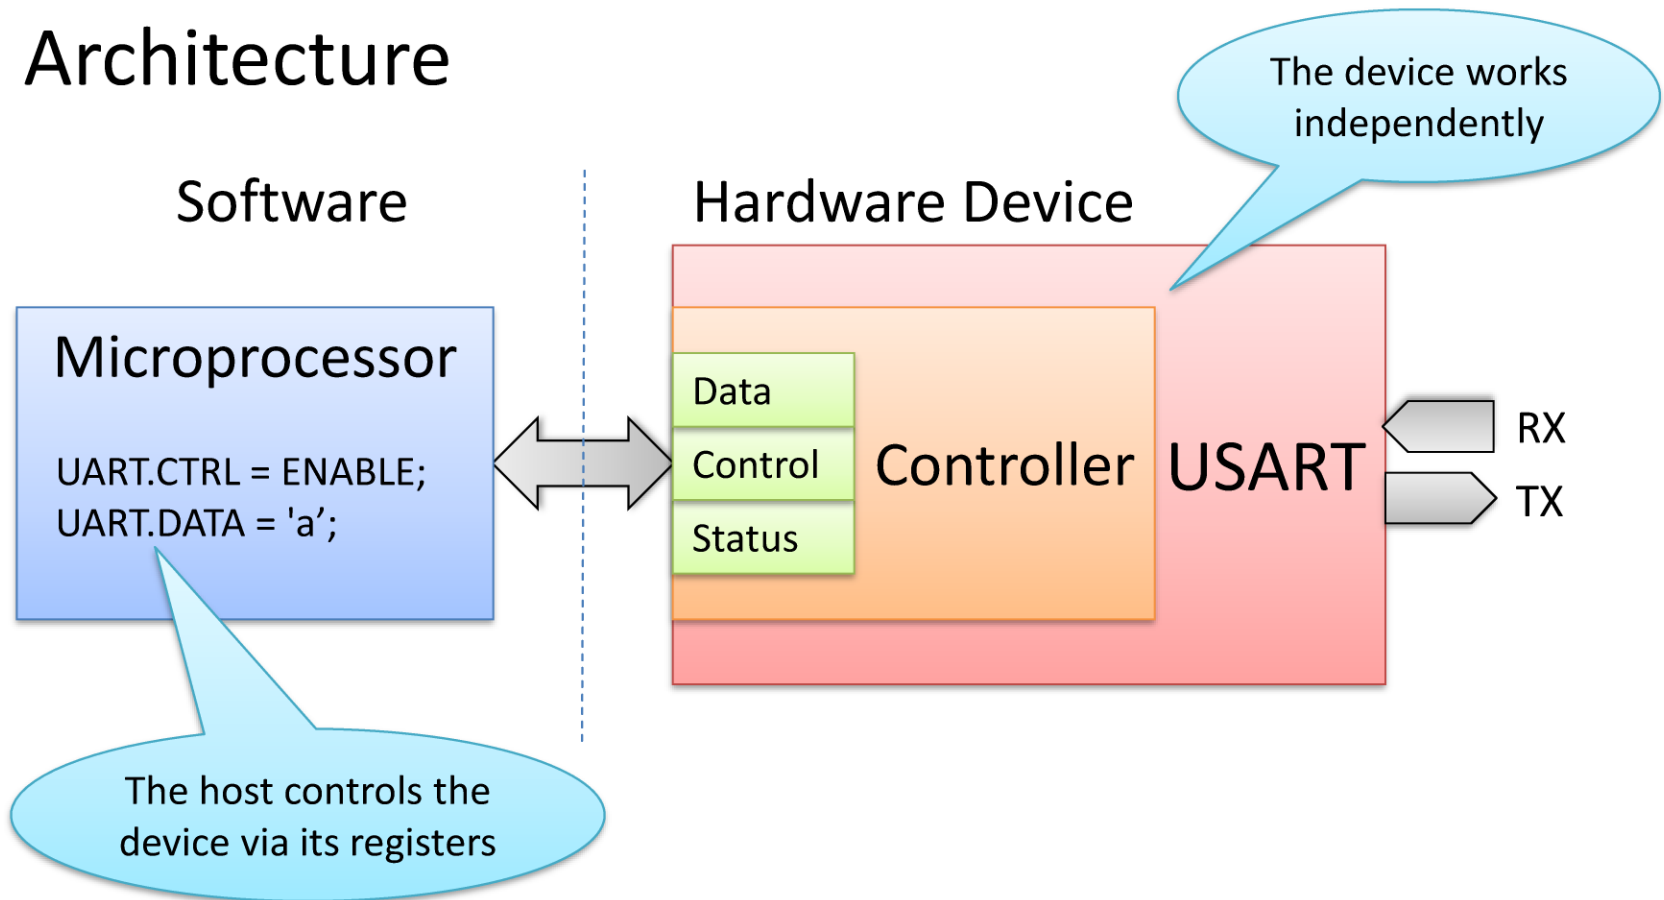 Architecture
The device works
independently
Software
Hardware Device
Microprocessor
UART.CTRL = ENABLE;
UART.DATA = 'a’;
Data
Control
Status
Controller
USART
RX
TX
The host controls the
device via its registers